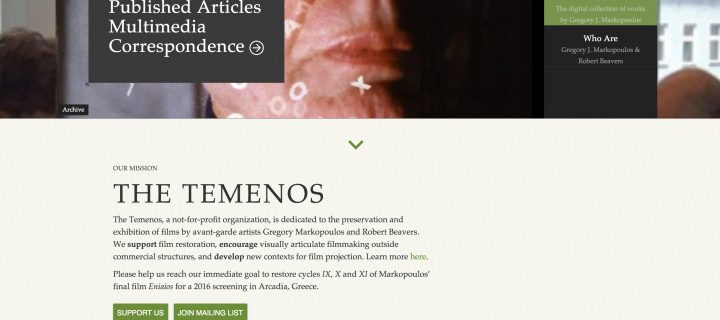 Published Articles
Multimedia
Correspondence
Archive
The digital collection of works
by Gregory J. Markopoulos
Who Are
Gregory J. Markopoulos &
Robert Beavers
OUR MISSION
THE TEMENOS
The Temenos, a not-for-profit organization, is dedicated to the preservation and
exhibition of films by avant-garde artists Gregory Markopoulos and Robert Beavers.
We support film restoration, encourage visually articulate filmmaking outside
commercial structures, and develop new contexts for film projection. Learn more here.
Please help us reach our immediate goal to restore cycles IX, X and XI of Markopoulos'
final film Eniaios for a 2016 screening in Arcadia, Greece.
SUPPORT US
JOIN MAILING LIST